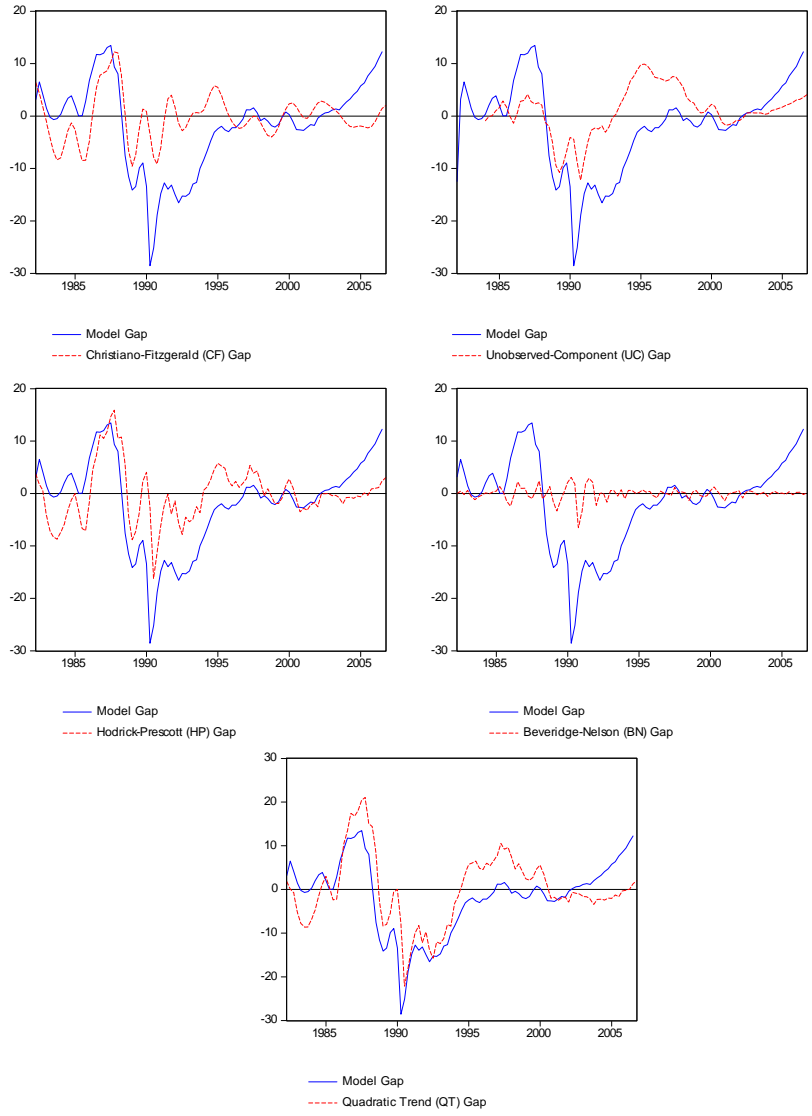 20
10
0
-10
-20
-30
1985 1990 1995 2000 2005
Model Gap
Christiano-Fitzgerald (CF) Gap
20
10
0
-10
-20
-30
1985 1990 1995 2000 2005
Model Gap
Unobserved-Component (UC) Gap
20
10
0
-10
-20
-30
1985 1990 1995 2000 2005
Model Gap
Hodrick-Prescott (HP) Gap
20
10
0
-10
-20
-30
1985 1990 1995 2000 2005
Model Gap
Beveridge-Nelson (BN) Gap
30
20
10
0
-10
-20
-30
1985 1990 1995 2000 2005
Model Gap
Quadratic Trend (QT) Gap